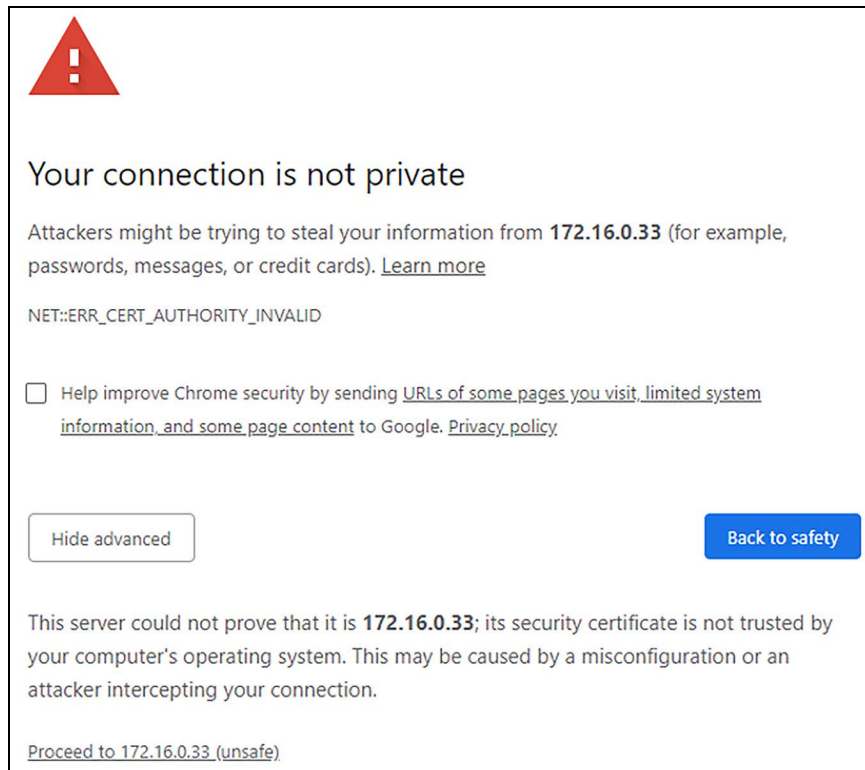 Your connection is not private
Attackers might be trying to steal your information from 172.16.0.33 (for example,
passwords, messages, or credit cards). Learn more
NET::ERR_CERT_AUTHORITY_INVALID
Help improve Chrome security by sending URLs of some pages you visit, limited system
information, and some page content to Google. Privacy policy
Hide advanced
Back to safety
This server could not prove that it is 172.16.0.33; its security certificate is not trusted by
your computer's operating system. This may be caused by a misconfiguration or an
attacker intercepting your connection.
Proceed to 172.16.0.33 (unsafe)